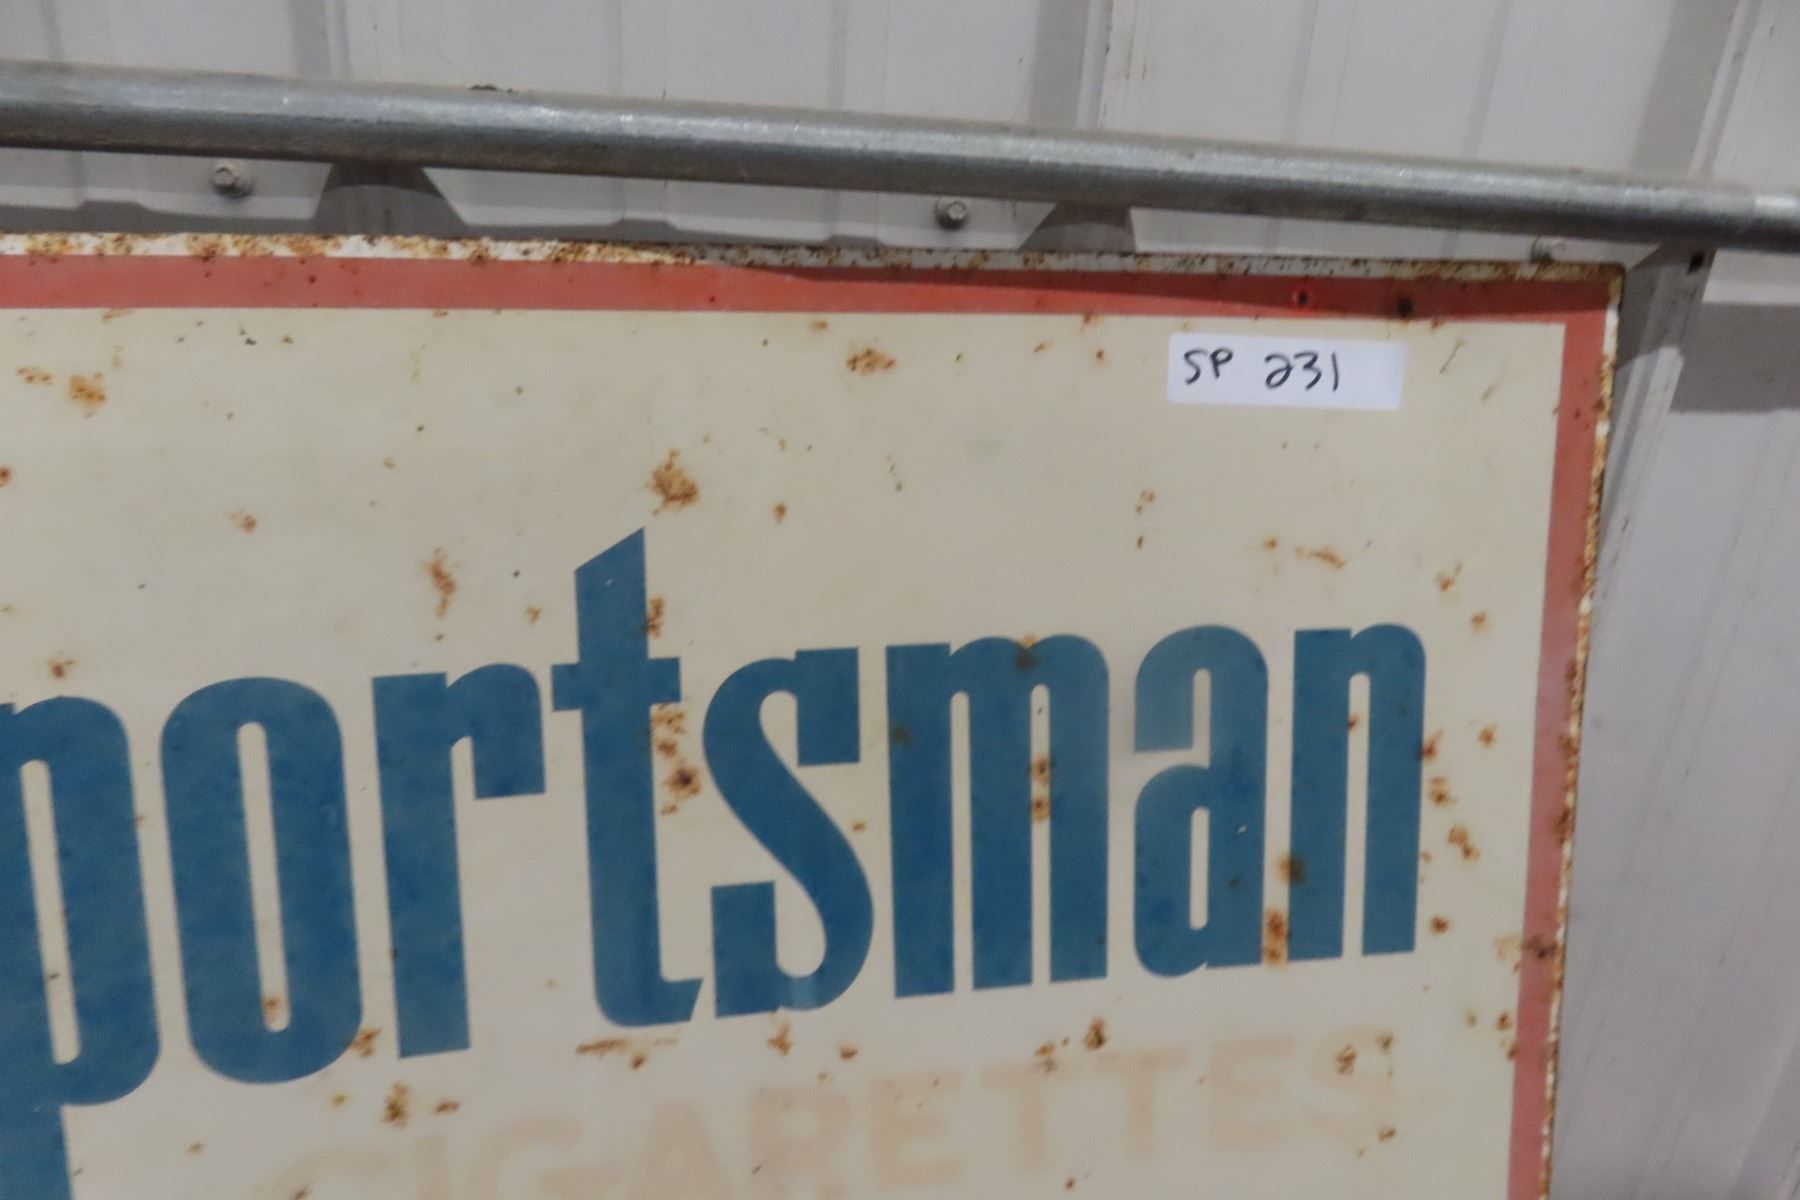 SP 231
portsman
CIGARETTES